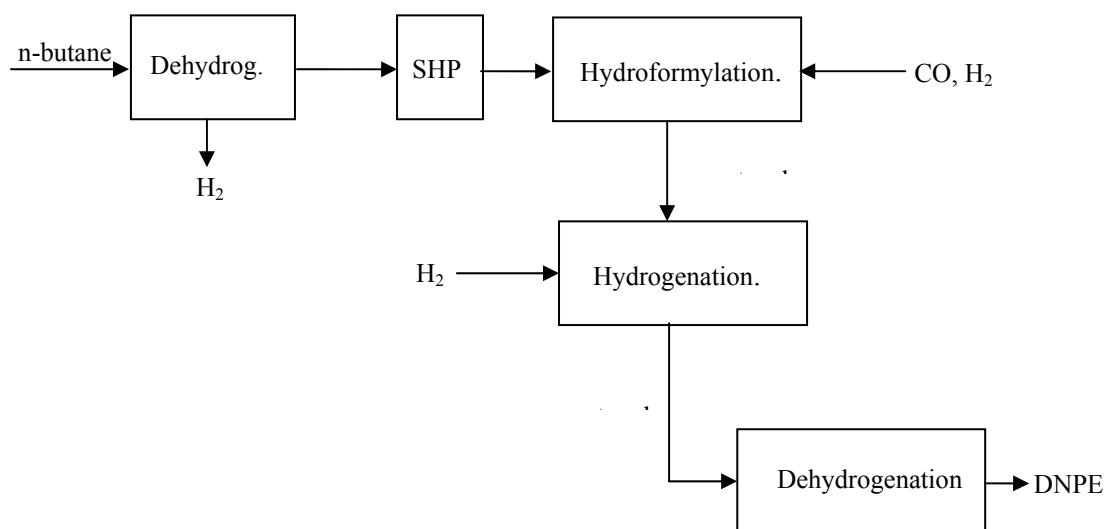 n-butane
Dehydrog.
SHP
Hydroformylation.
CO, H₂
H₂
H₂
Hydrogenation.
Dehydrogenation
DNPE